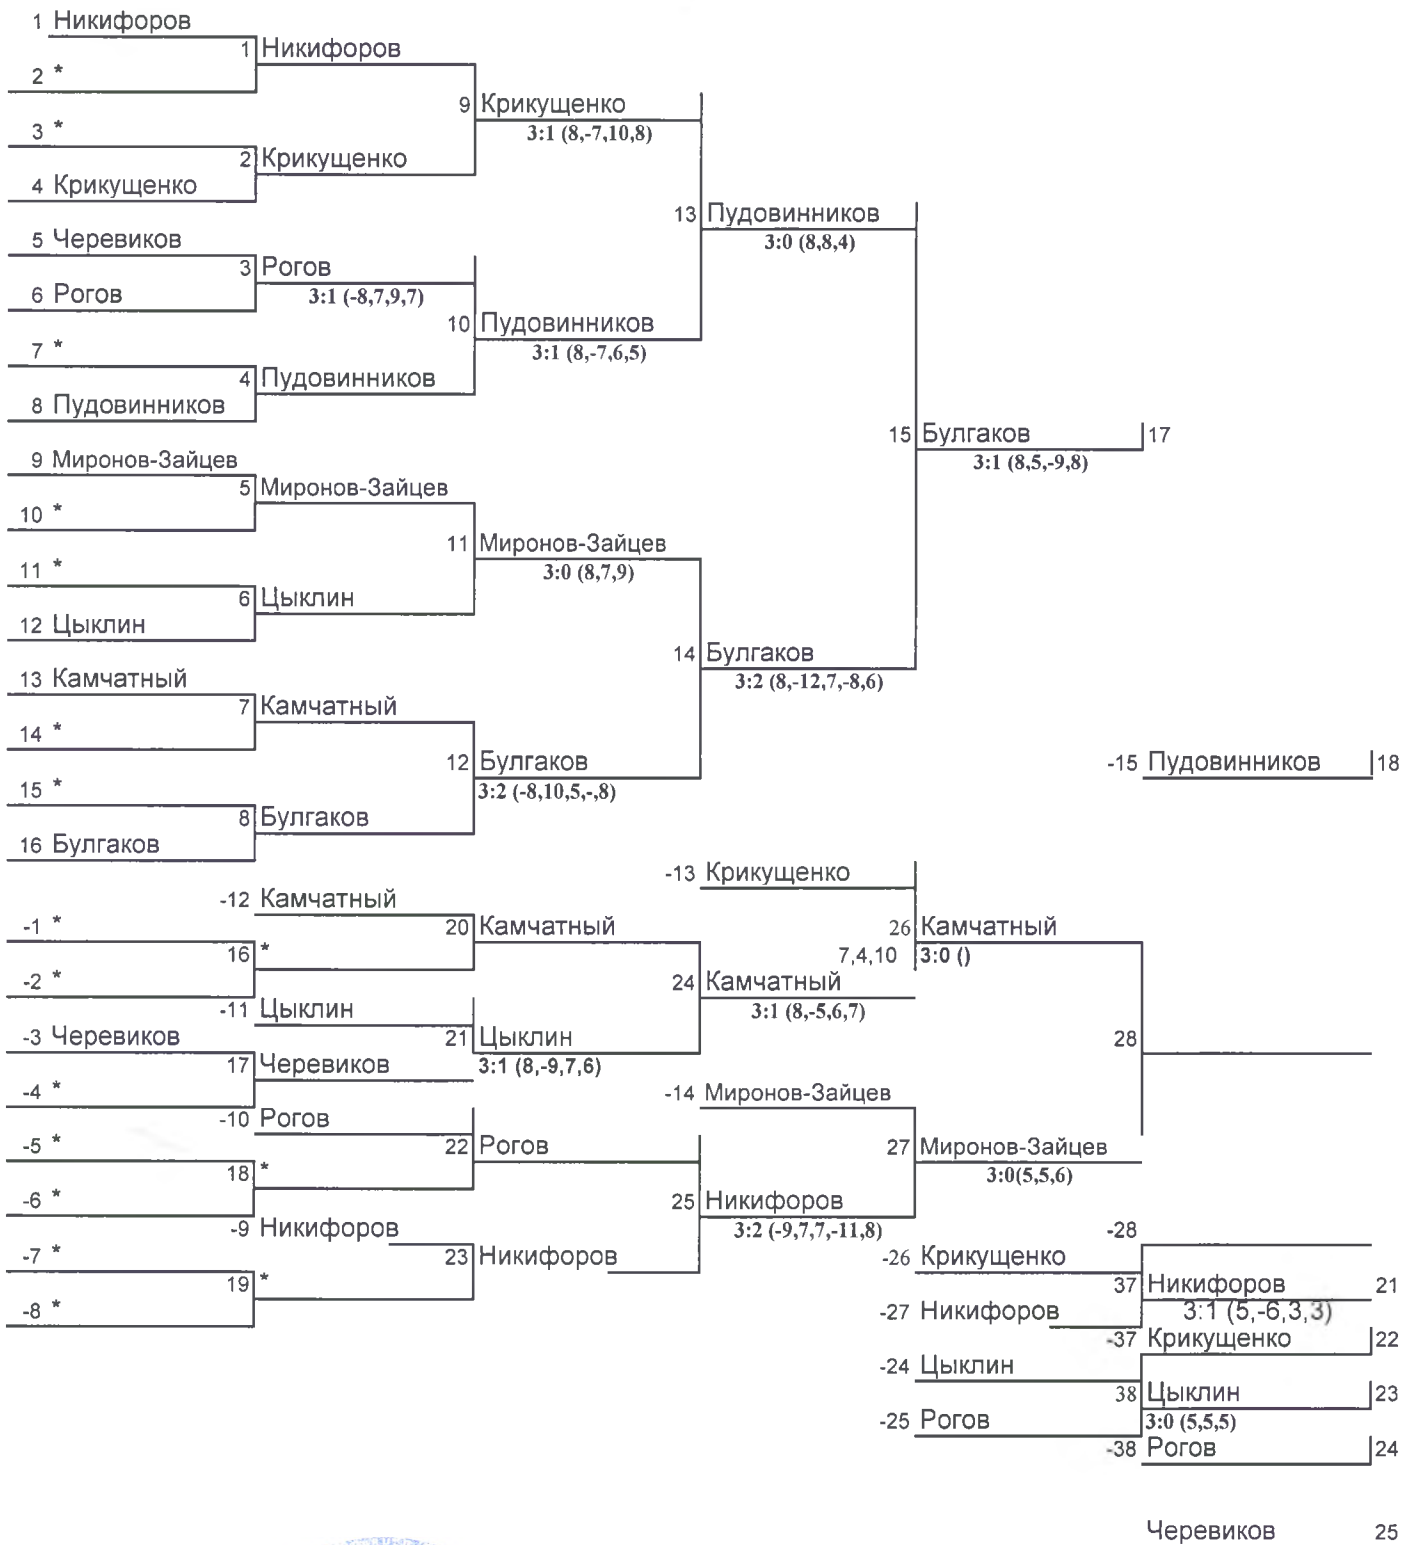 1 Никифоров
1 Никифоров
2 *
9 Крикущенко
3:1 (8,-7,10,8)
3 *
2 Крикущенко
4 Крикущенко
13 Пудовинников
3:0 (8,8,4)
5 Черевиков
3 Рогов
3:1 (-8,7,9,7)
6 Рогов
10 Пудовинников
3:1 (8,-7,6,5)
7 *
4 Пудовинников
8 Пудовинников
15 Булгаков 17
3:1 (8,5,-9,8)
9 Миронов-Зайцев
5 Миронов-Зайцев
10 *
11 Миронов-Зайцев
3:0 (8,7,9)
11 *
6 Цыклин
12 Цыклин
14 Булгаков
3:2 (8,-12,7,-8,6)
13 Камчатный
7 Камчатный
14 *
12 Булгаков
3:2 (-8,10,5,-,8)
-15 Пудовинников 18
15 *
8 Булгаков
16 Булгаков
-13 Крикущенко
-12 Камчатный
-1 *
20 Камчатный
26 Камчатный
16 *
7,4,10 3:0 ()
-2 *
24 Камчатный
3:1 (8,-5,6,7)
-11 Цыклин
-3 Черевиков
21 Цыклин
28
17 Черевиков
3:1 (8,-9,7,6)
-4 *
-14 Миронов-Зайцев
-10 Рогов
-5 *
22 Рогов
27 Миронов-Зайцев
3:0(5,5,6)
18 *
-6 *
25 Никифоров
3:2 (-9,7,7,-11,8)
-9 Никифоров
-28
-7 *
23 Никифоров
-26 Крикущенко
19 *
37 Никифоров 21
3:1 (5,-6,3,3)
-8 *
-27 Никифоров
-37 Крикущенко 22
-24 Цыклин
38 Цыклин 23
3:0 (5,5,5)
-25 Рогов
-38 Рогов 24
Черевиков 25